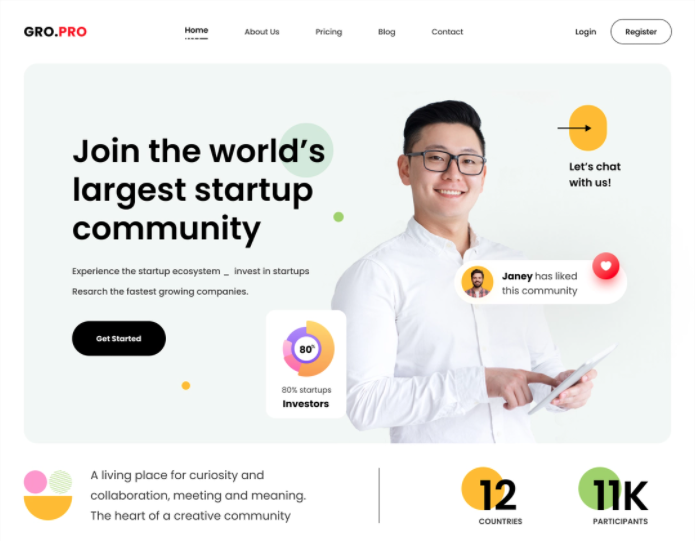 GRO.PRO
Home
About Us
Pricing
Blog
Contact
Login
Register
Join the world's
largest startup
community
Experience the startup ecosystem _ invest in startups
Resarch the fastest growing companies.
Get Started
Let's chat
with us!
Janey has liked
this community
80%
80% startups
Investors
A living place for curiosity and
collaboration, meeting and meaning.
The heart of a creative community
12
COUNTRIES
11K
PARTICIPANTS